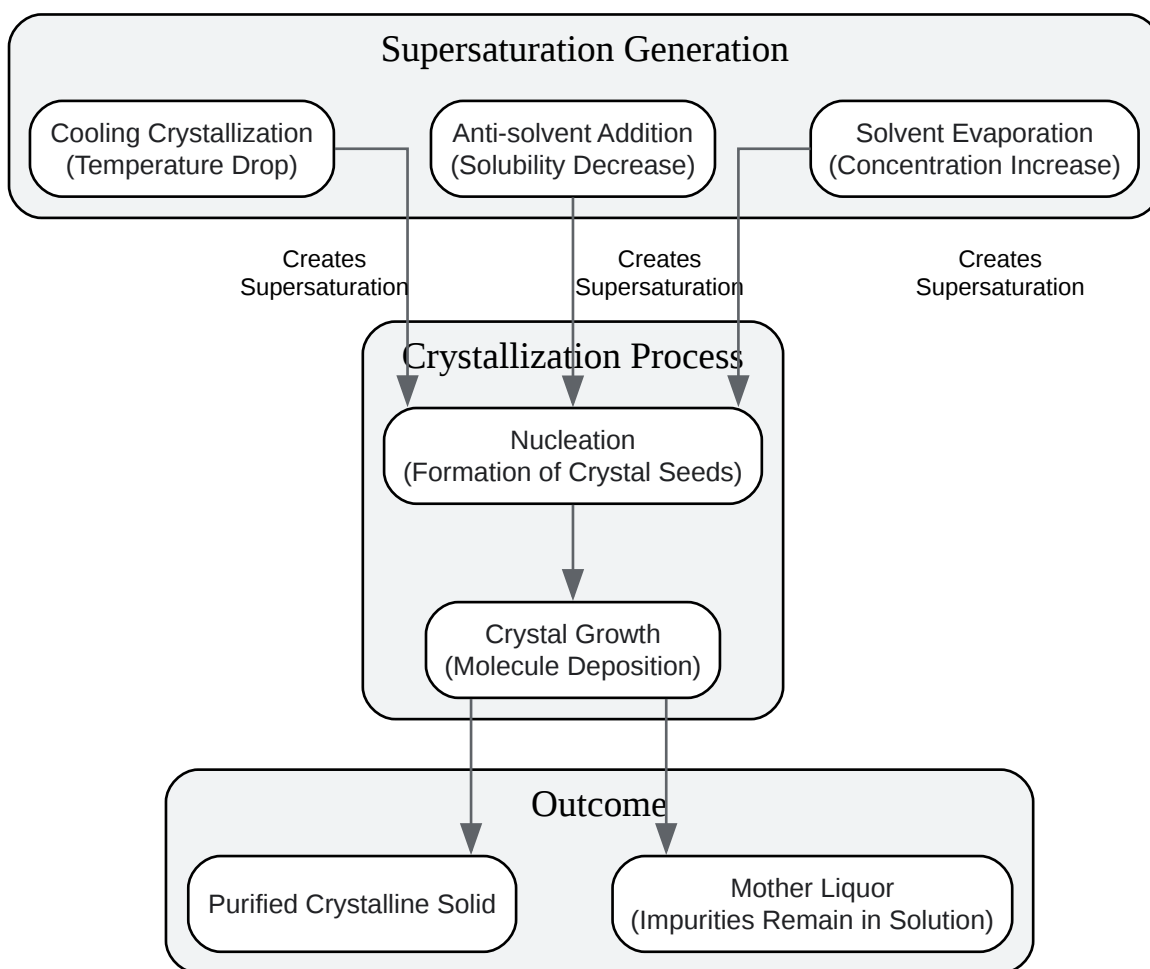 Supersaturation Generation
Cooling Crystallization
(Temperature Drop)
Anti-solvent Addition
(Solubility Decrease)
Solvent Evaporation
(Concentration Increase)
Creates
Supersaturation
Creates
Supersaturation
Creates
Supersaturation
Crystallization Process
Nucleation
(Formation of Crystal Seeds)
Crystal Growth
(Molecule Deposition)
Outcome
Purified Crystalline Solid
Mother Liquor
(Impurities Remain in Solution)